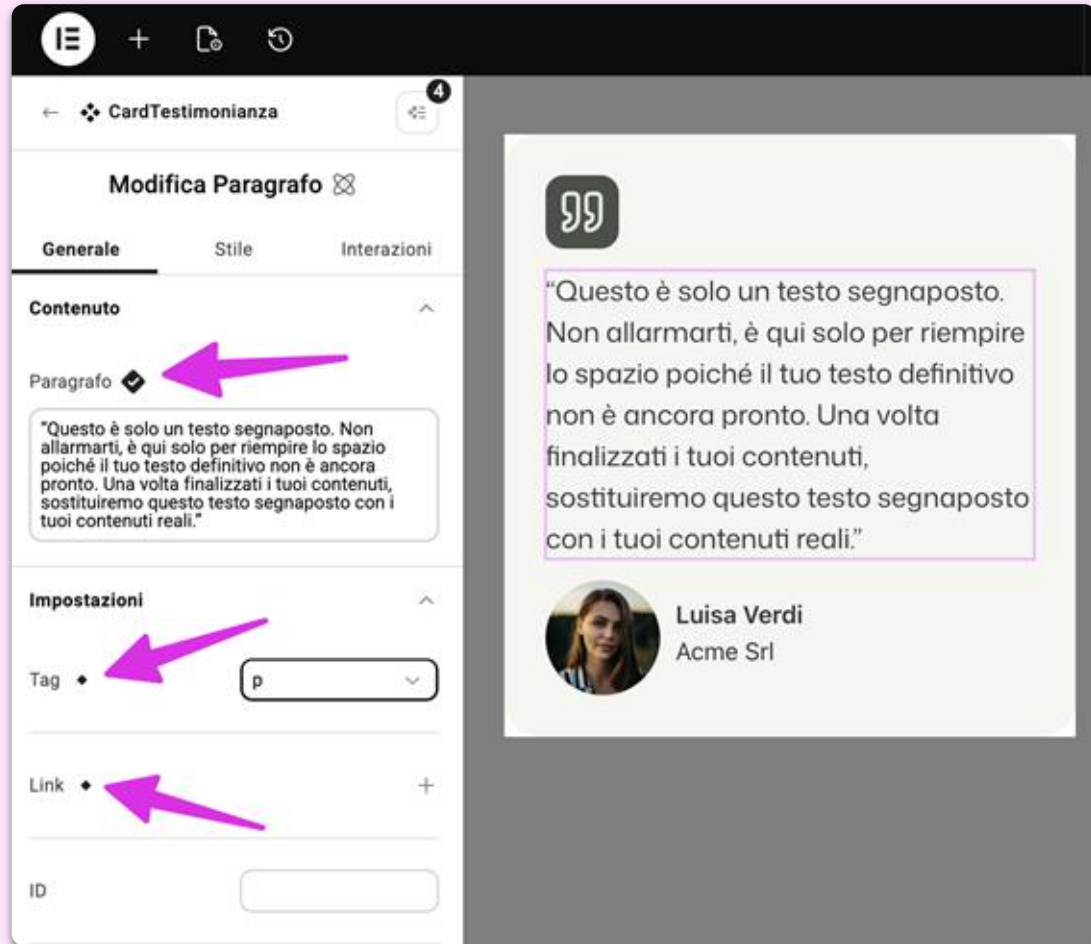 4
CardTestimonianza
Modifica Paragrafo
Generale Stile Interazioni
Contenuto
Paragrafo
"Questo è solo un testo segnaposto. Non
allarmarti, è qui solo per riempire lo spazio
poiché il tuo testo definitivo non è ancora
pronto. Una volta finalizzati i tuoi contenuti,
sostituiremo questo testo segnaposto con i
tuoi contenuti reali."
Impostazioni
Tag p
Link
ID
“Questo è solo un testo segnaposto.
Non allarmarti, è qui solo per riempire
lo spazio poiché il tuo testo definitivo
non è ancora pronto. Una volta
finalizzati i tuoi contenuti,
sostituiremo questo testo segnaposto
con i tuoi contenuti reali.”
Luisa Verdi
Acme Srl